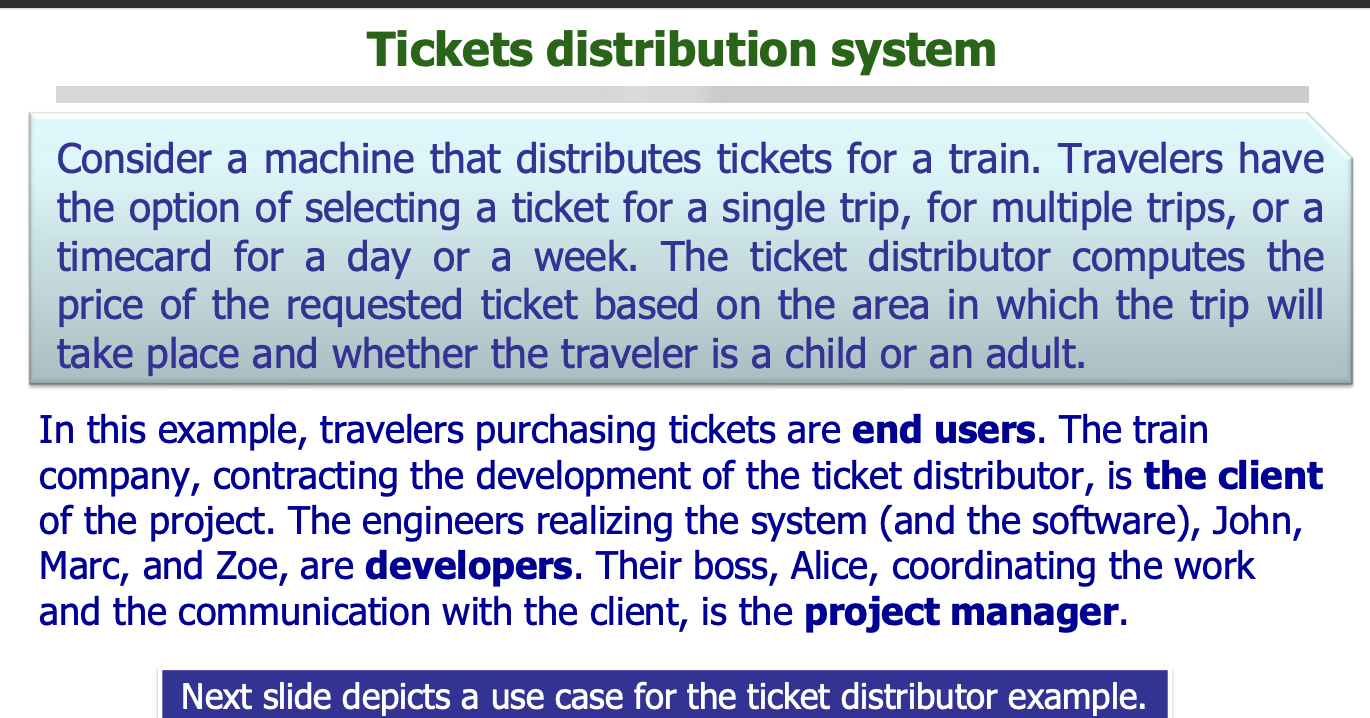 Tickets distribution system
Consider a machine that distributes tickets for a train. Travelers have
the option of selecting a ticket for a single trip, for multiple trips, or a
timecard for a day or a week. The ticket distributor computes the
price of the requested ticket based on the area in which the trip will
take place and whether the traveler is a child or an adult.
In this example, travelers purchasing tickets are end users. The train
company, contracting the development of the ticket distributor, is the client
of the project. The engineers realizing the system (and the software), John,
Marc, and Zoe, are developers. Their boss, Alice, coordinating the work
and the communication with the client, is the project manager.
Next slide depicts a use case for the ticket distributor example.